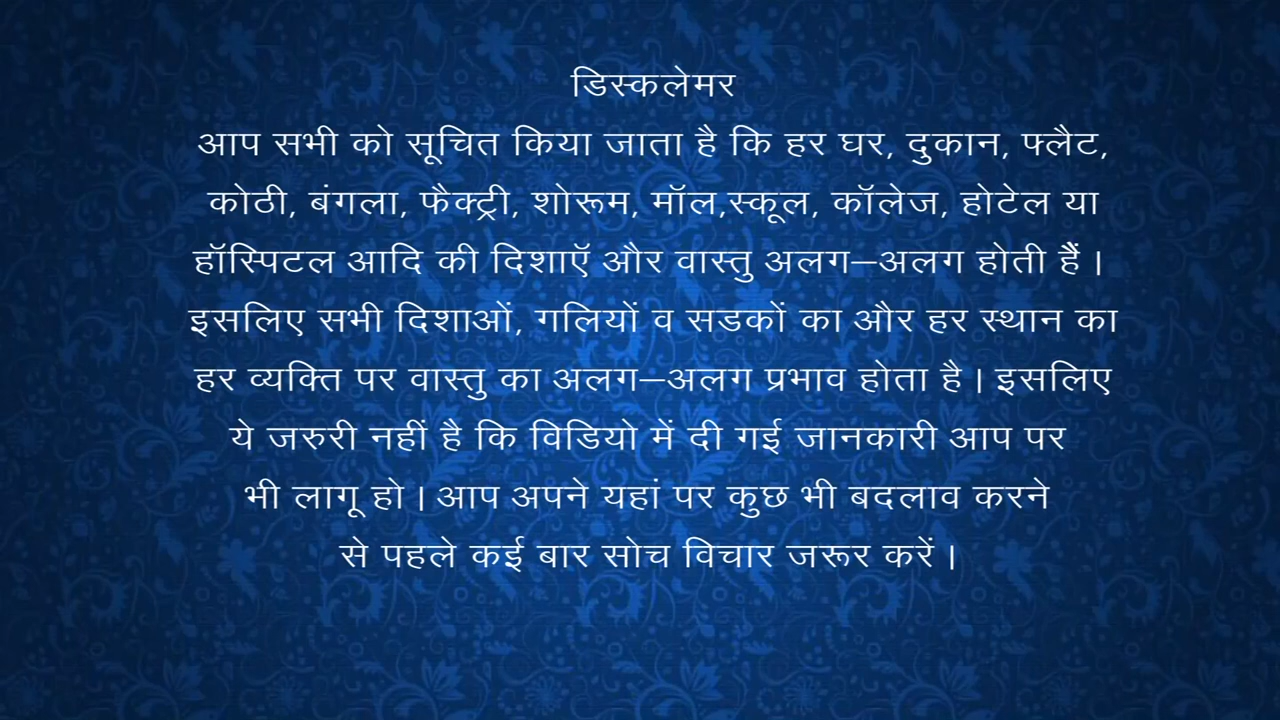 डिस्कलेमर
आप सभी को सूचित किया जाता है कि हर घर, दुकान, फ्लैट,
कोठी, बंगला, फैक्ट्री, शोरूम, मॉल,स्कूल, कॉलेज, होटेल या
हॉस्पिटल आदि की दिशाऍ और वास्तु अलग–अलग होती हैं ।
इसलिए सभी दिशाओं, गलियों व सडकों का और हर स्थान का
हर व्यक्ति पर वास्तु का अलग–अलग प्रभाव होता है । इसलिए
ये जरुरी नहीं है कि विडियो में दी गई जानकारी आप पर
भी लागू हो । आप अपने यहां पर कुछ भी बदलाव करने
से पहले कई बार सोच विचार जरूर करें ।